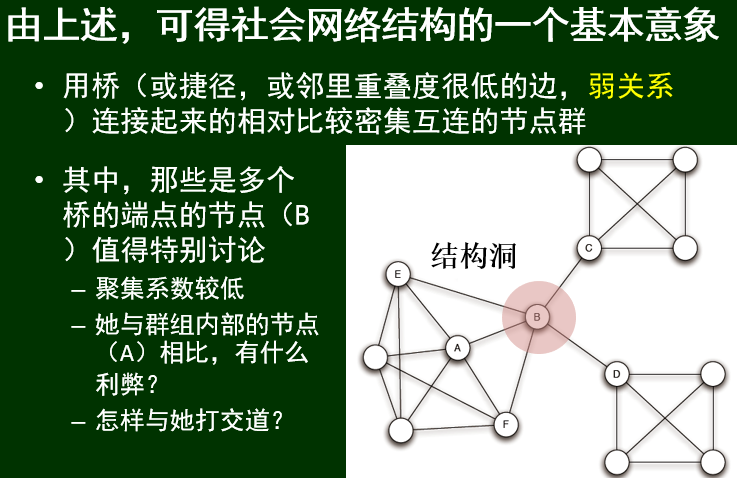 由上述，可得社会网络结构的一个基本意象
• 用桥（或捷径，或邻里重叠度很低的边，弱关系
）连接起来的相对比较密集互连的节点群
• 其中，那些是多个
桥的端点的节点（B
）值得特别讨论
– 聚集系数较低
– 她与群组内部的节点
（A）相比，有什么
利弊？
– 怎样与她打交道？
结构洞
C
E
B
A
D
F